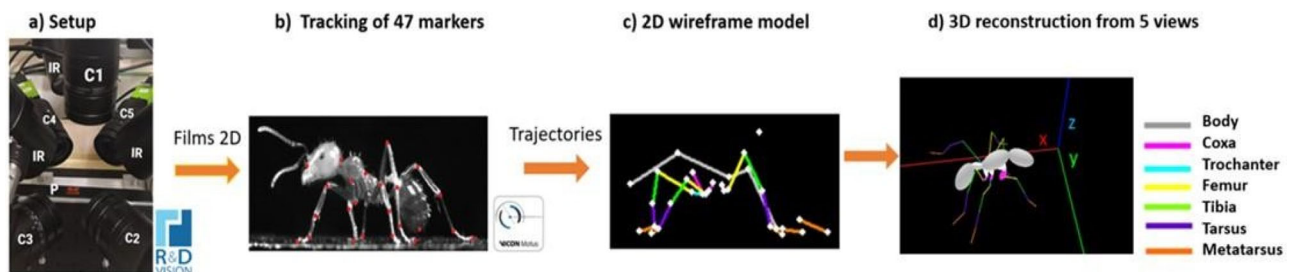 a) Setup
b) Tracking of 47 markers
c) 2D wireframe model
d) 3D reconstruction from 5 views
IR
C1
C4
C5
IR
IR
P
C3
C2
R&D
VISION
Films 2D
VICON Motus
Trajectories
x
z
y
Body
Coxa
Trochanter
Femur
Tibia
Tarsus
Metatarsus